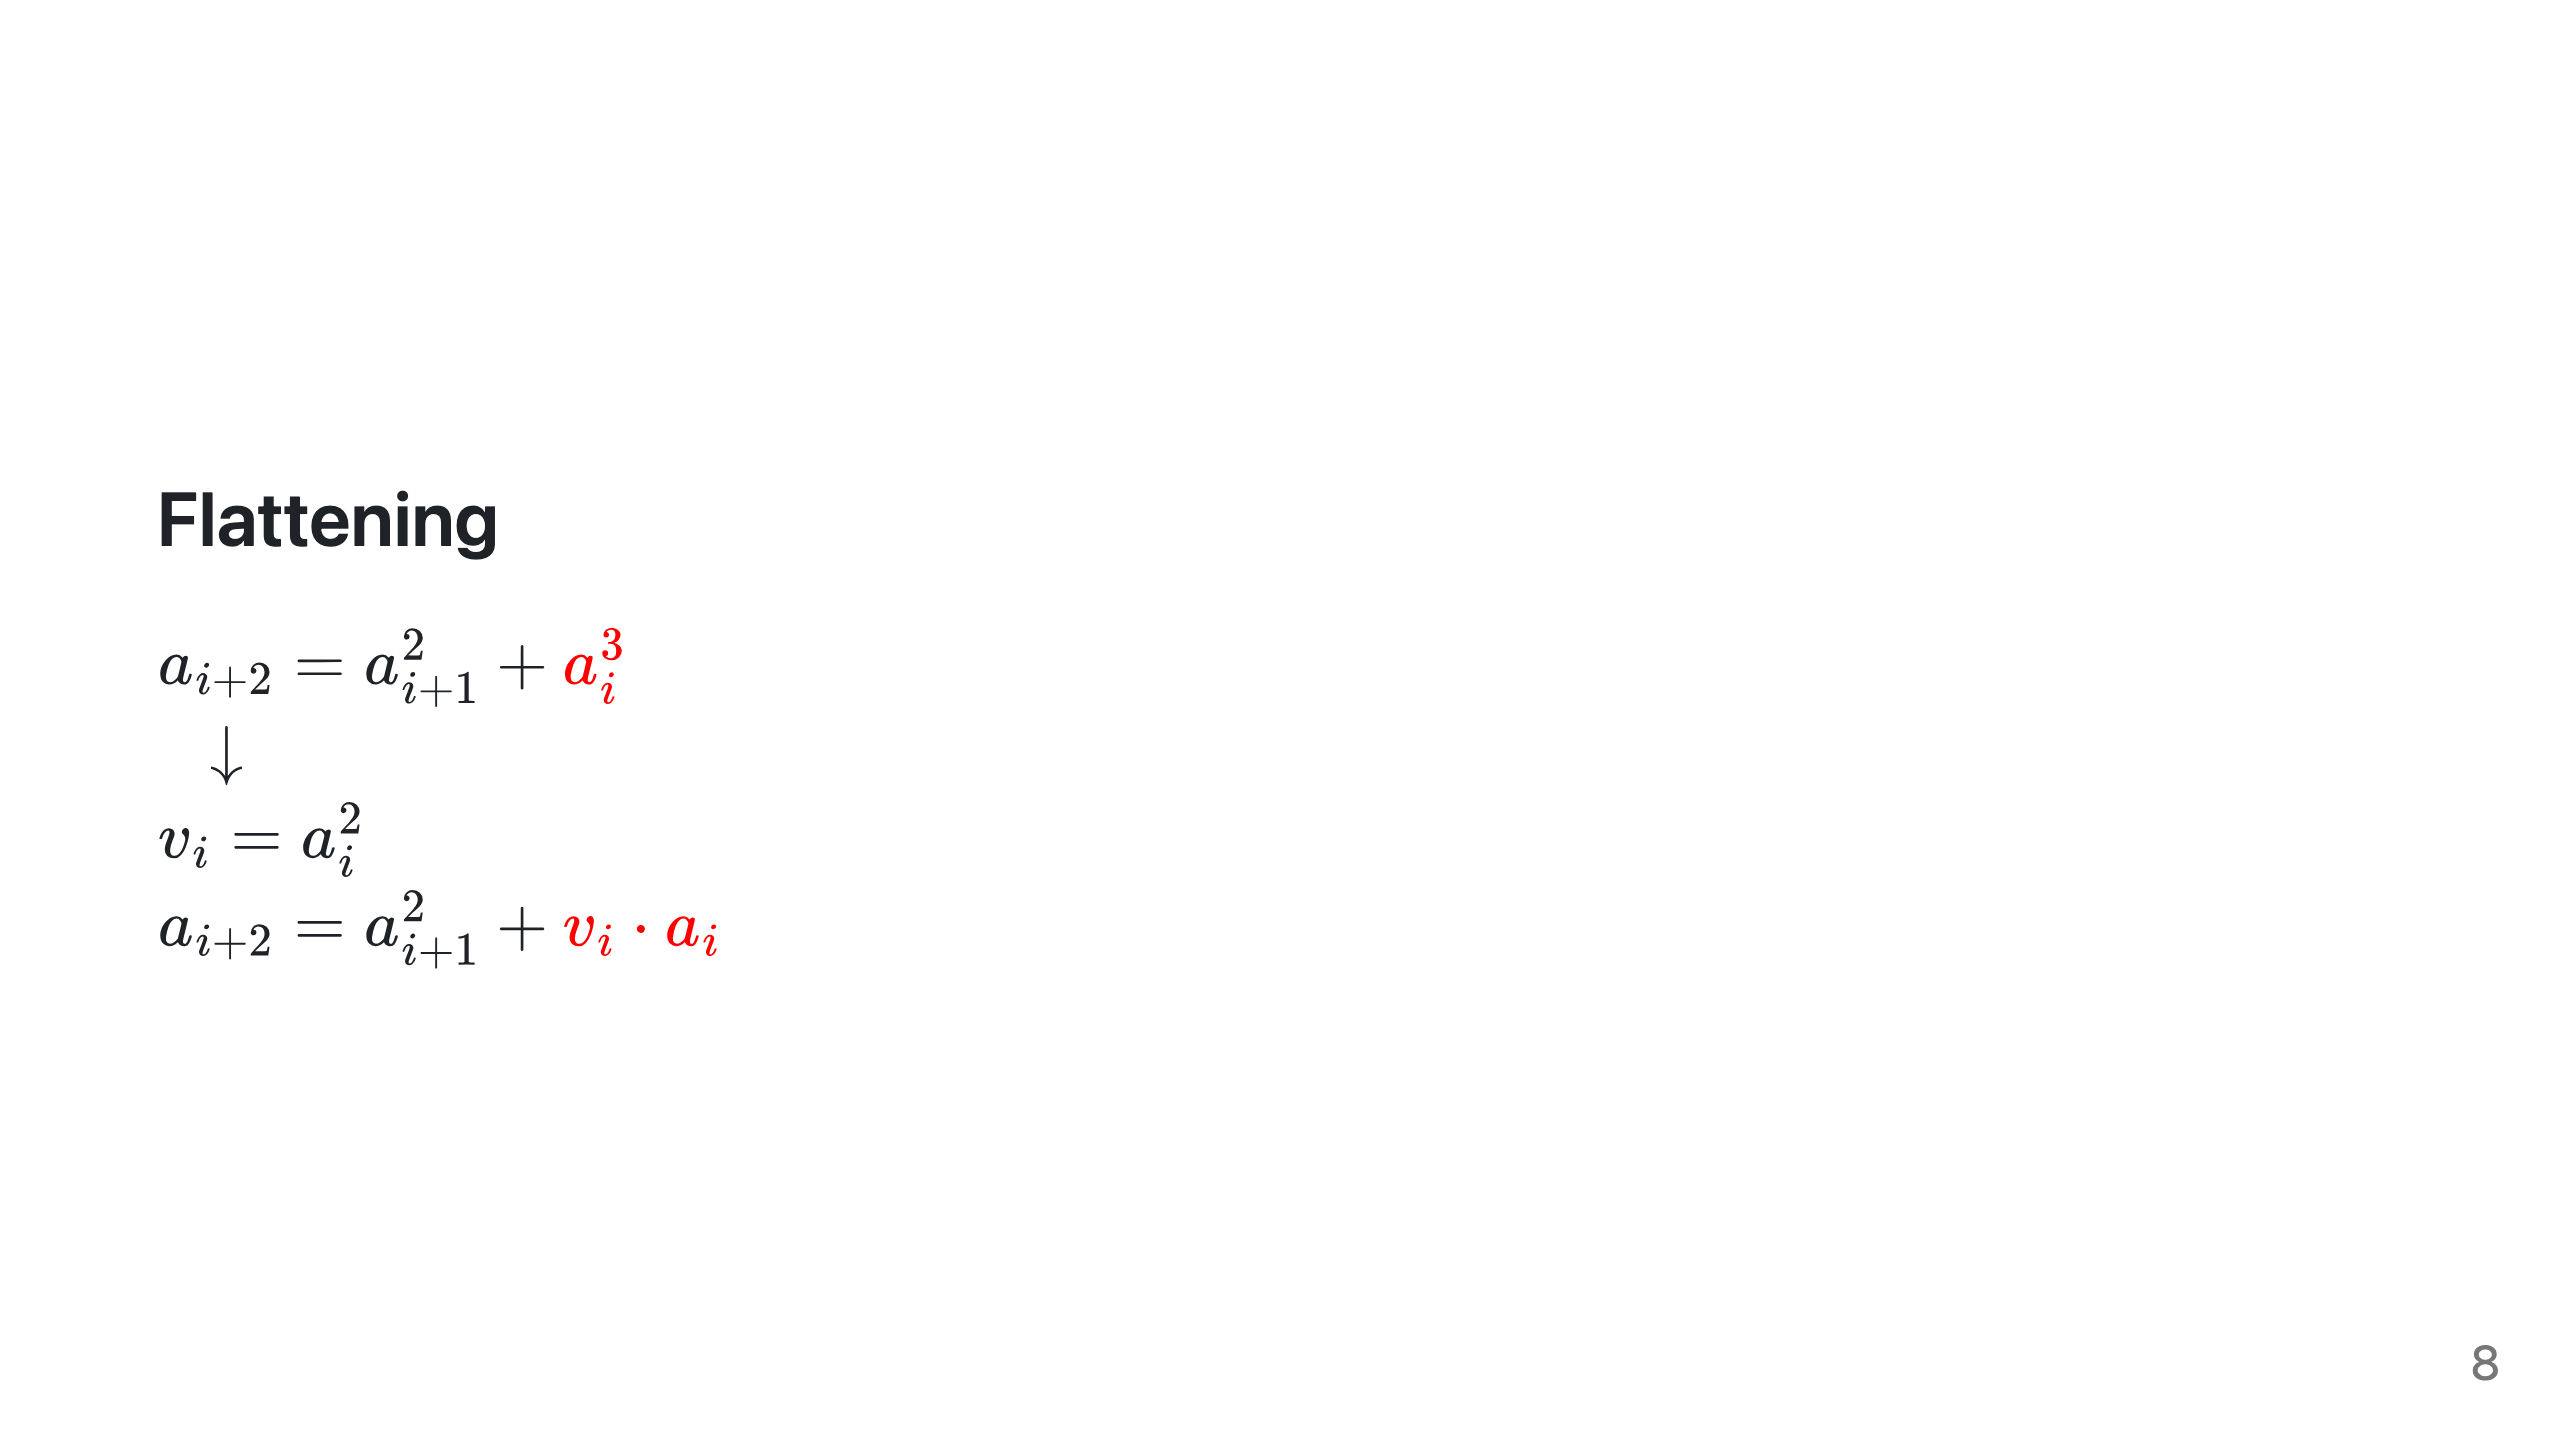 Flattening
$a_{i+2} = a_{i+1}^2 + a_i^3$
↓
$v_i = a_i^2$
$a_{i+2} = a_{i+1}^2 + v_i \cdot a_i$
8